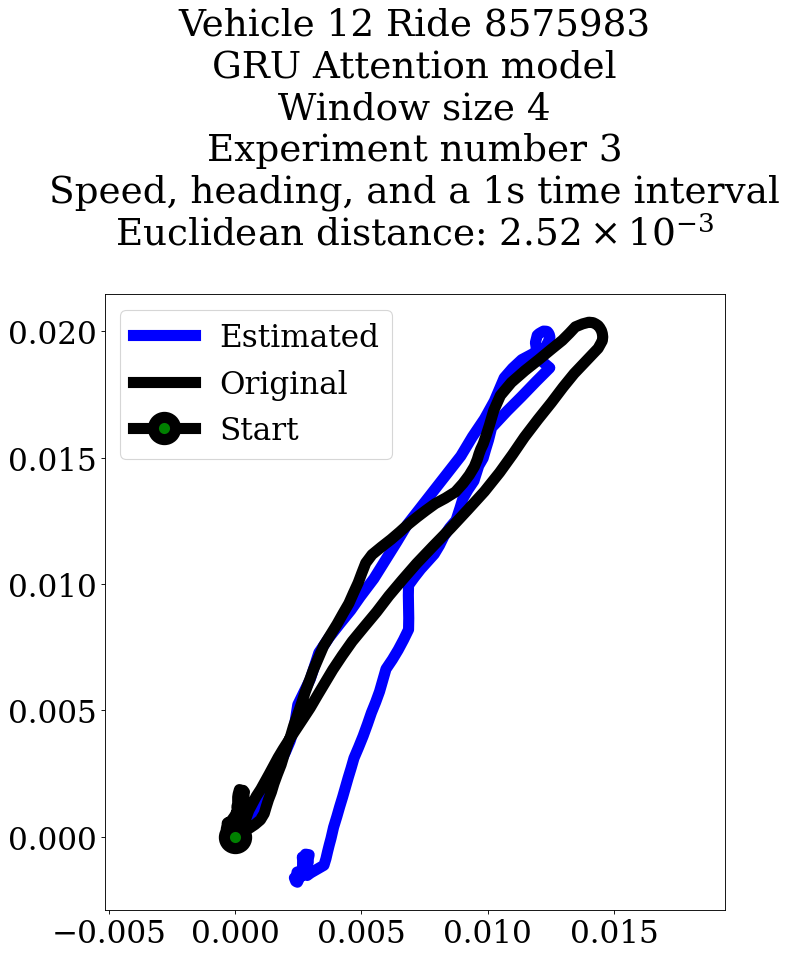 Vehicle 12 Ride 8575983
GRU Attention model
Window size 4
Experiment number 3
Speed, heading, and a 1s time interval
Euclidean distance: 2.52 × 10⁻³
Estimated
Original
Start
0.020
0.015
0.010
0.005
0.000
−0.005 0.000 0.005 0.010 0.015